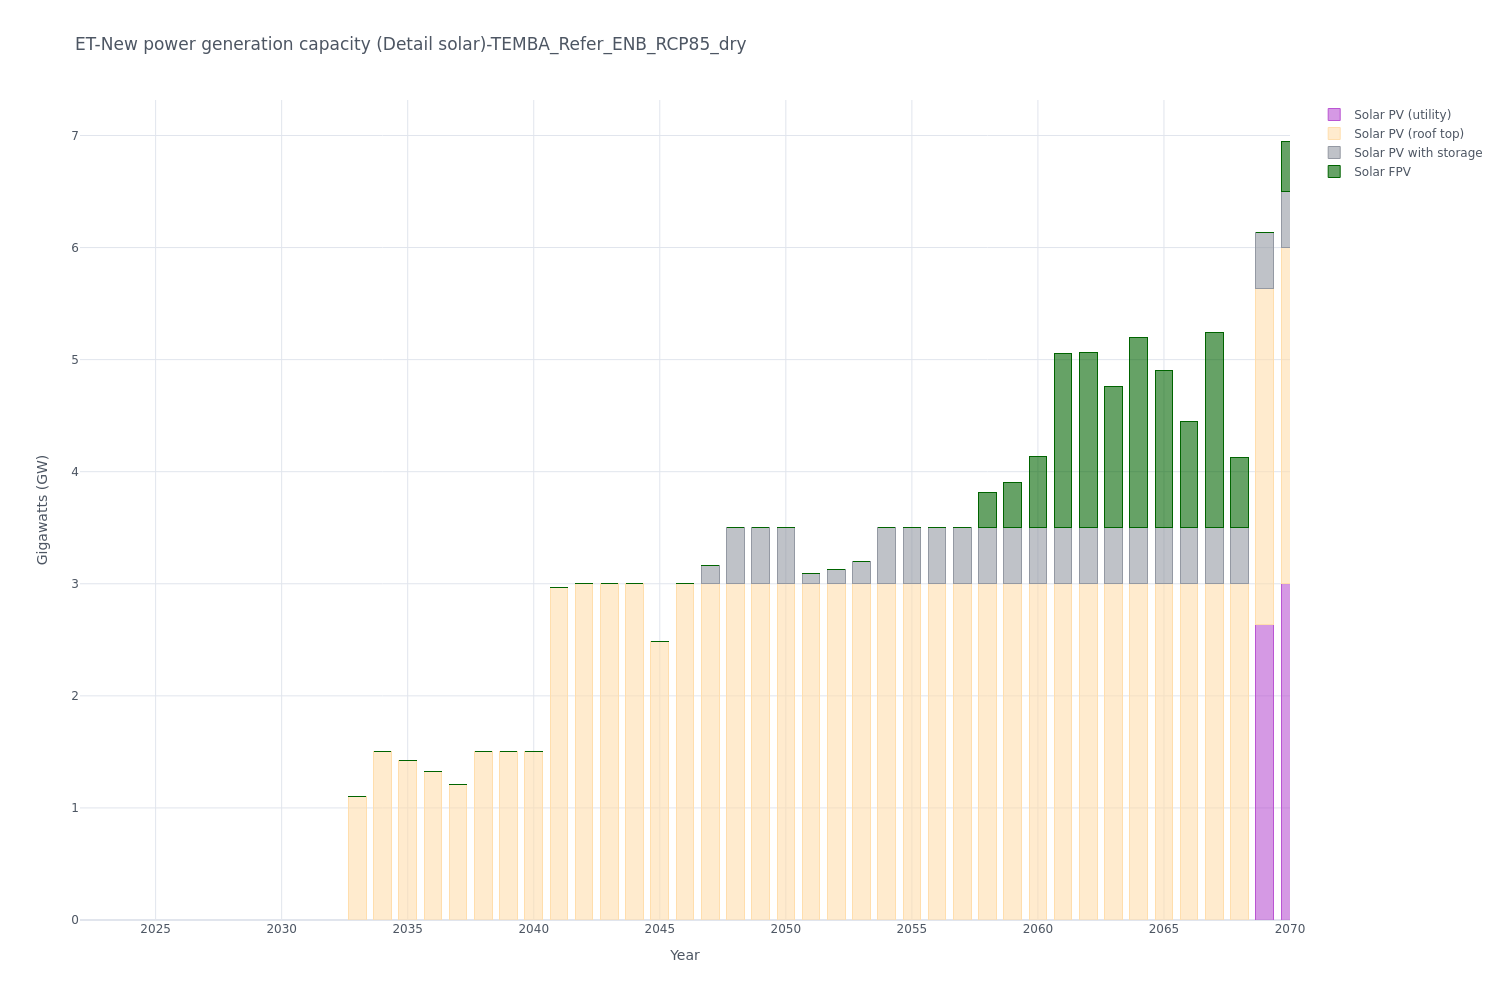 ET-New power generation capacity (Detail solar)-TEMBA_Refer_ENB_RCP85_dry
Solar PV (utility)
Solar PV (roof top)
Solar PV with storage
Solar FPV
Gigawatts (GW)
7
6
5
4
3
2
1
0
2025 2030 2035 2040 2045 2050 2055 2060 2065 2070
Year